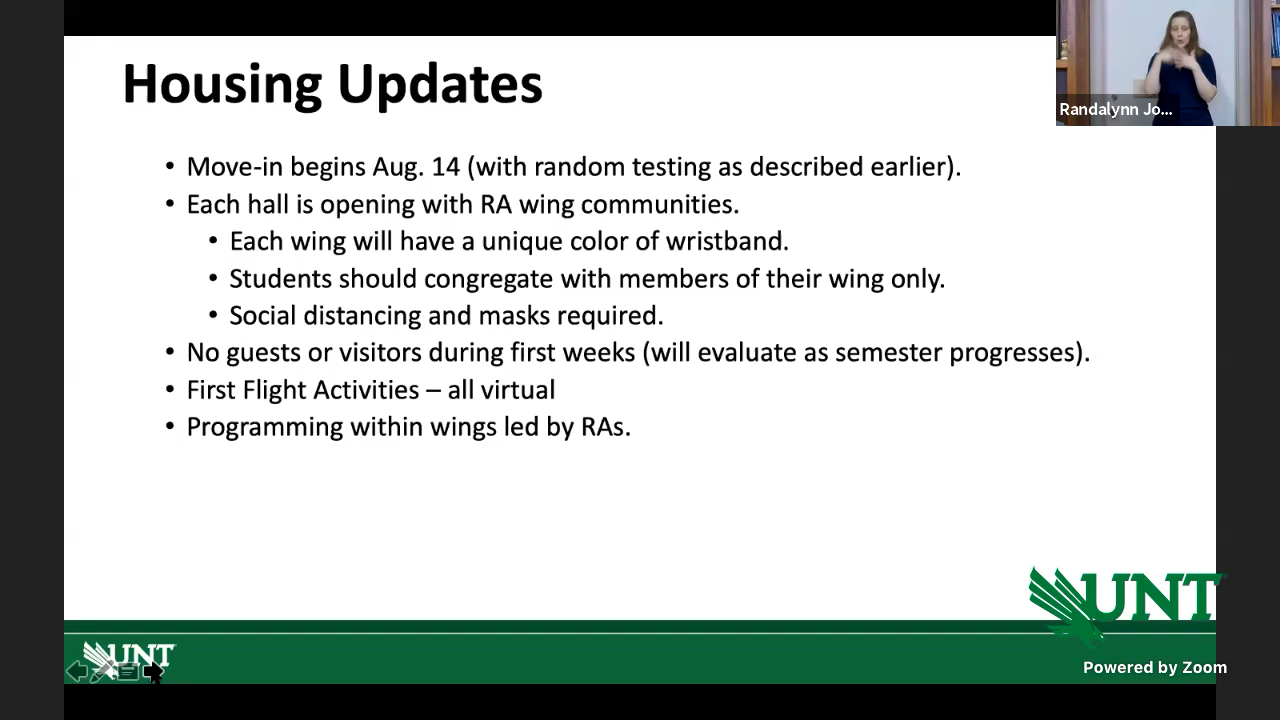 Housing Updates
Randalynn Jo...
• Move-in begins Aug. 14 (with random testing as described earlier).
• Each hall is opening with RA wing communities.
• Each wing will have a unique color of wristband.
• Students should congregate with members of their wing only.
• Social distancing and masks required.
• No guests or visitors during first weeks (will evaluate as semester progresses).
• First Flight Activities – all virtual
• Programming within wings led by RAs.
UNT
UNT
Powered by Zoom